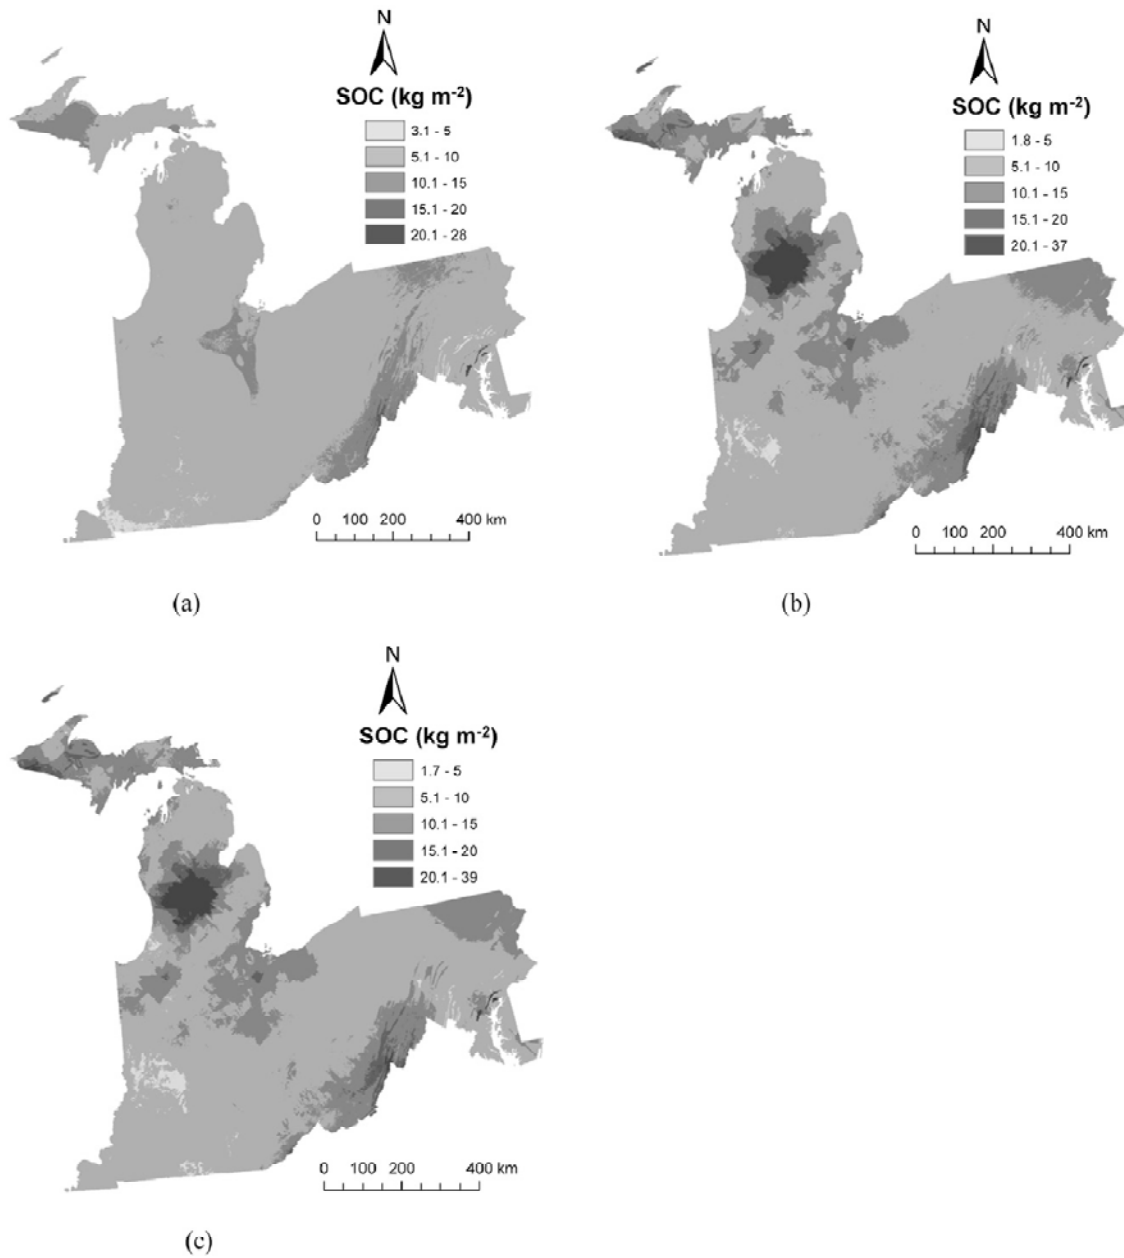 N
SOC (kg m-2)
3.1 - 5
5.1 - 10
10.1 - 15
15.1 - 20
20.1 - 28
0 100 200 400 km
(a)
N
SOC (kg m-2)
1.8 - 5
5.1 - 10
10.1 - 15
15.1 - 20
20.1 - 37
0 100 200 400 km
(b)
N
SOC (kg m-2)
1.7 - 5
5.1 - 10
10.1 - 15
15.1 - 20
20.1 - 39
0 100 200 400 km
(c)